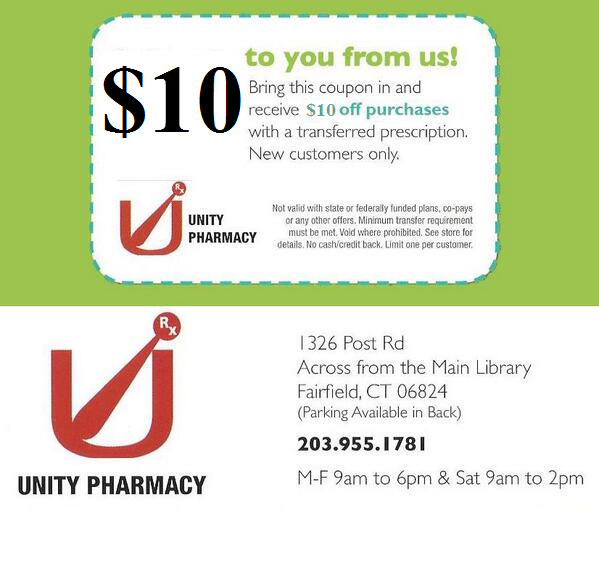 $10
to you from us!
Bring this coupon in and
receive $10 off purchases
with a transferred prescription.
New customers only.
Rx
UNITY
PHARMACY
Not valid with state or federally funded plans, co-pays
or any other offers. Minimum transfer requirement
must be met. Void where prohibited. See store for
details. No cash/credit back. Limit one per customer.
Rx
UNITY PHARMACY
1326 Post Rd
Across from the Main Library
Fairfield, CT 06824
(Parking Available in Back)
203.955.1781
M-F 9am to 6pm & Sat 9am to 2pm